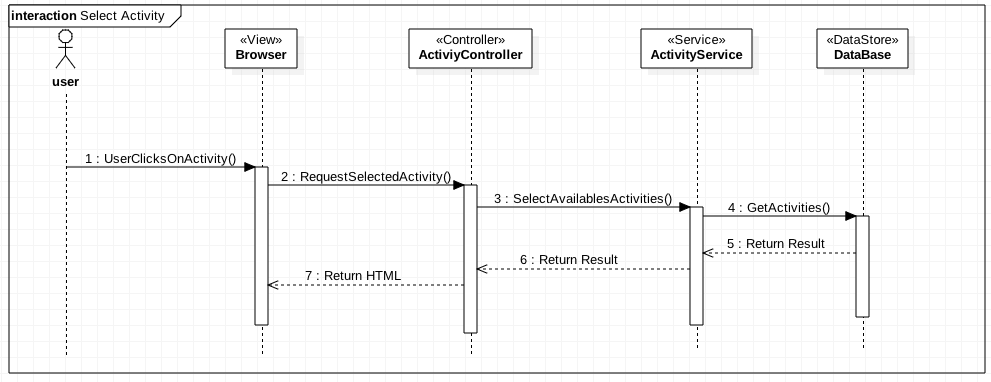 interaction Select Activity
user
«View»
Browser
«Controller»
ActiviyController
«Service»
ActivityService
«DataStore»
DataBase
1 : UserClicksOnActivity()
2 : RequestSelectedActivity()
3 : SelectAvailablesActivities()
4 : GetActivities()
5 : Return Result
6 : Return Result
7 : Return HTML